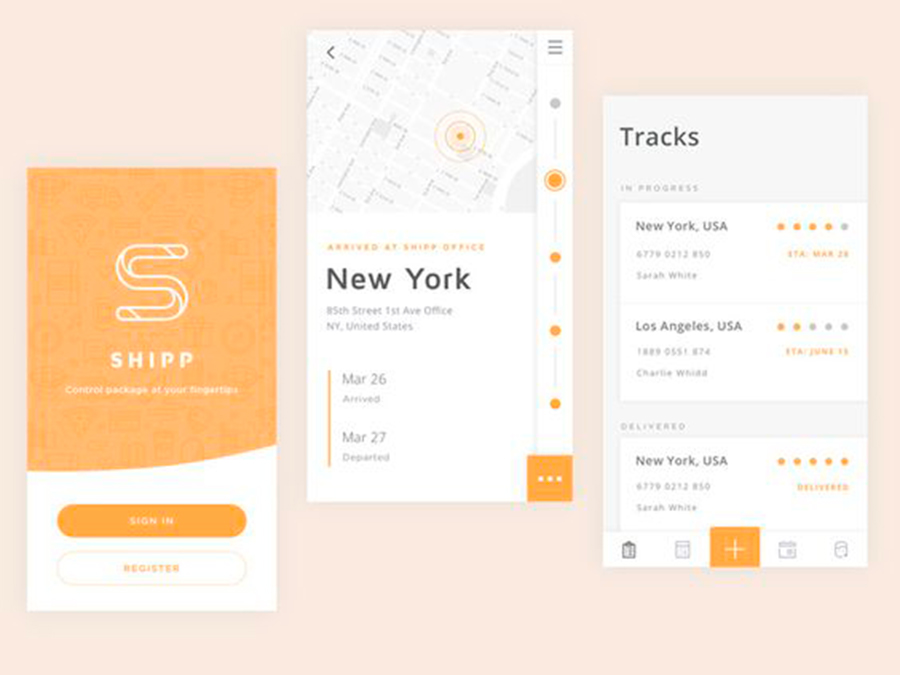 SHIPP
Control package at your fingertips
SIGN IN
REGISTER
ARRIVED AT SHIPP OFFICE
New York
85th Street 1st Ave Office
NY, United States
Mar 26
Arrived
Mar 27
Departed
Tracks
IN PROGRESS
New York, USA
6779 0212 850
ETA: MAR 28
Sarah White
Los Angeles, USA
1889 0551 874
ETA: JUNE 15
Charlie Whidd
DELIVERED
New York, USA
6779 0212 850
DELIVERED
Sarah White